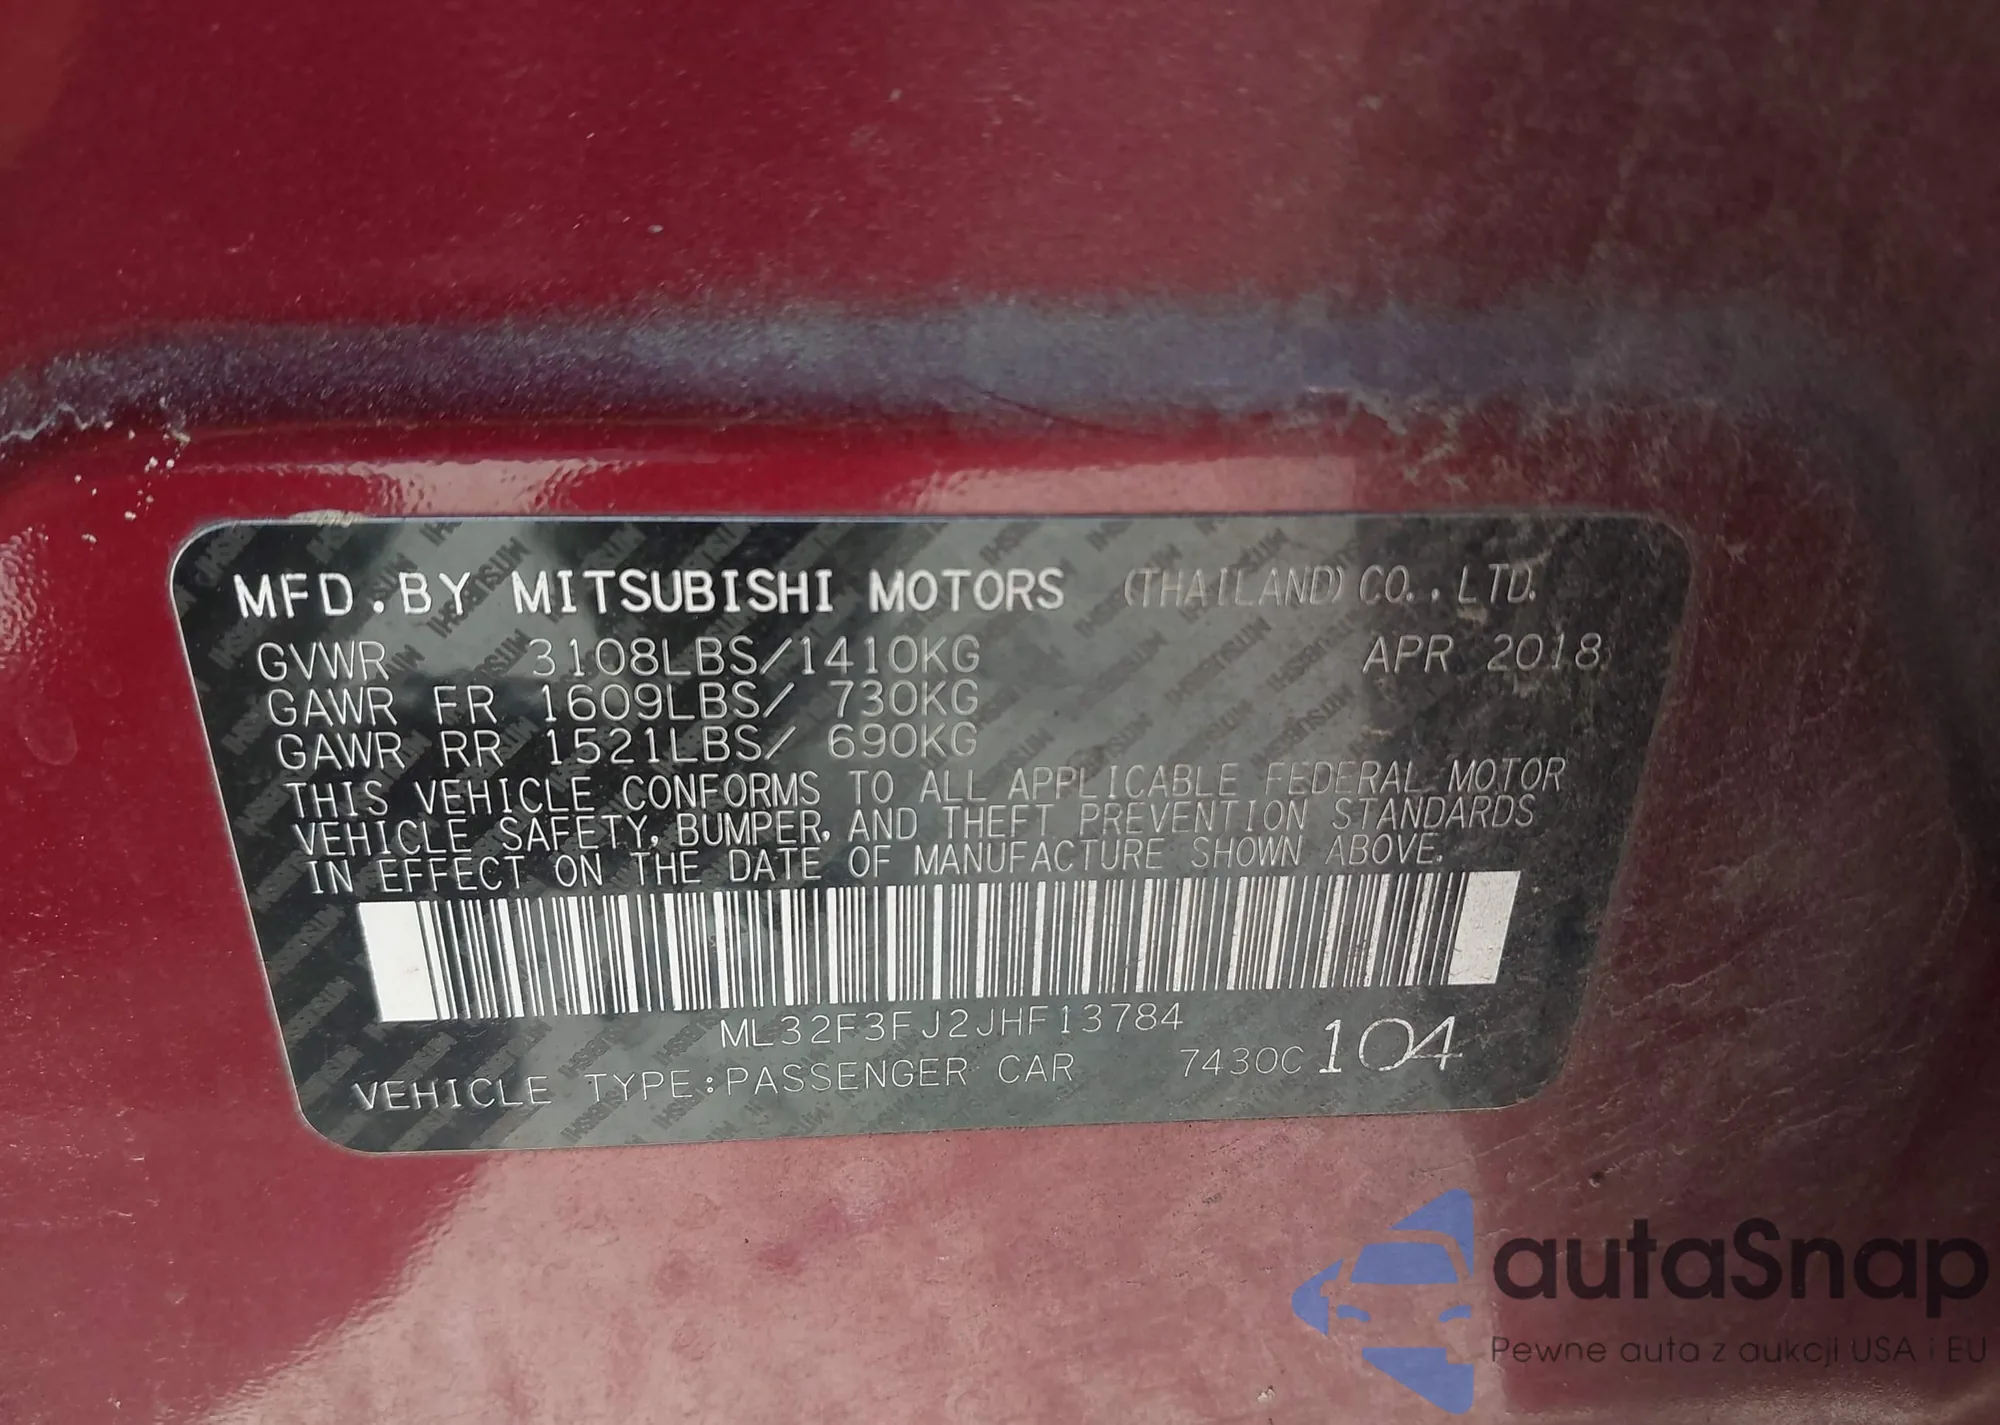 MFD.BY MITSUBISHI MOTORS (THAILAND) CO.,LTD.
GVWR 3108LBS/1410KG APR 2018
GAWR FR 1609LBS/ 730KG
GAWR RR 1521LBS/ 690KG
THIS VEHICLE CONFORMS TO ALL APPLICABLE FEDERAL MOTOR
VEHICLE SAFETY, BUMPER, AND THEFT PREVENTION STANDARDS
IN EFFECT ON THE DATE OF MANUFACTURE SHOWN ABOVE.
ML32F3FJ2JHF13784
VEHICLE TYPE:PASSENGER CAR 7430C 104
autaSnap
Pewne auta z aukcji USA i EU